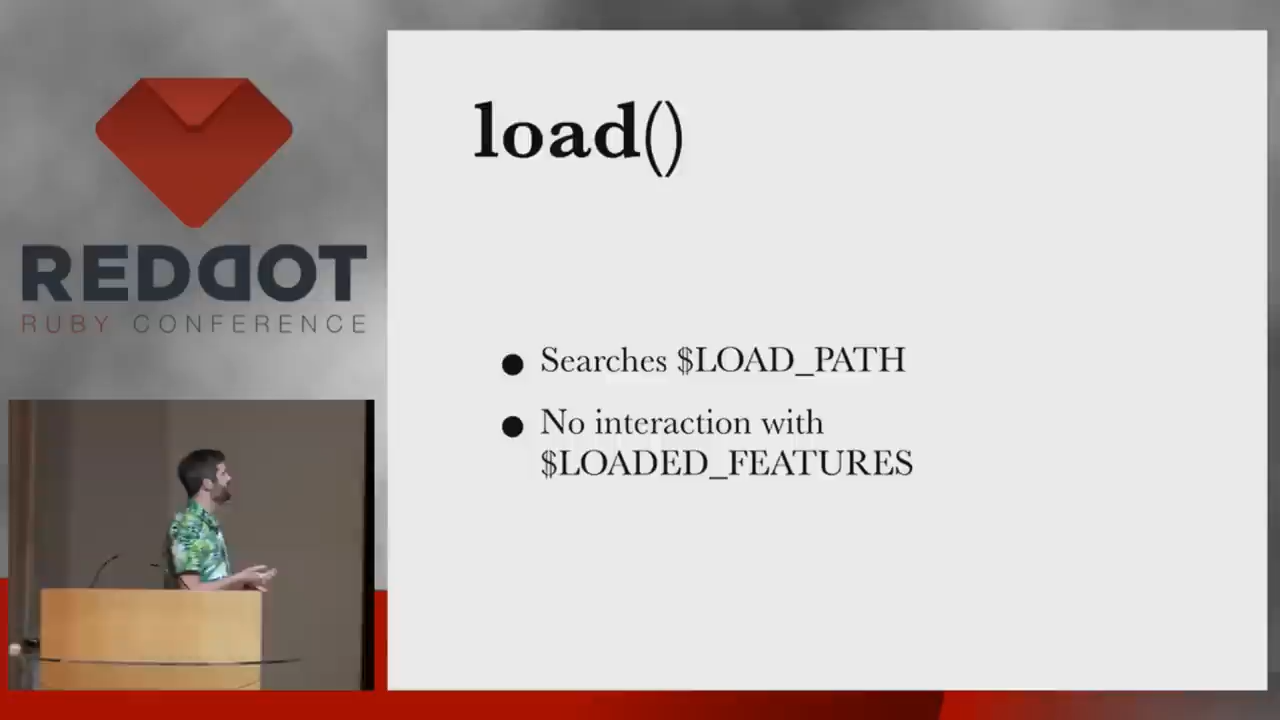 REDDOT
RUBY CONFERENCE
load()
● Searches $LOAD_PATH
● No interaction with
$LOADED_FEATURES